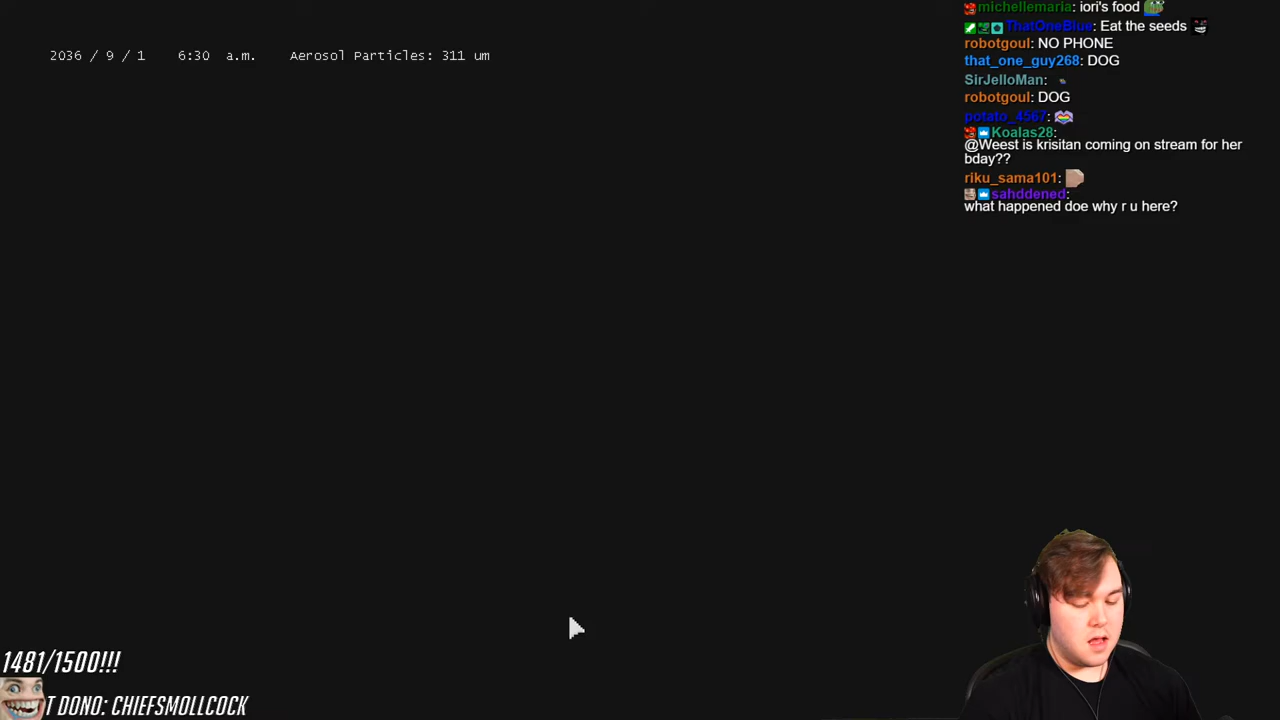 2036 / 9 / 1 6:30 a.m. Aerosol Particles: 311 um
michellemaria: iori's food
ThatOneBlue: Eat the seeds
robotgoul: NO PHONE
that_one_guy268: DOG
SirJelloMan:
robotgoul: DOG
potato_4567:
Koalas28:
@Weest is krisitan coming on stream for her
bday??
riku_sama101:
sahddened:
what happened doe why r u here?
1481/1500!!!
T DONO: CHIEFSMOLLCOCK